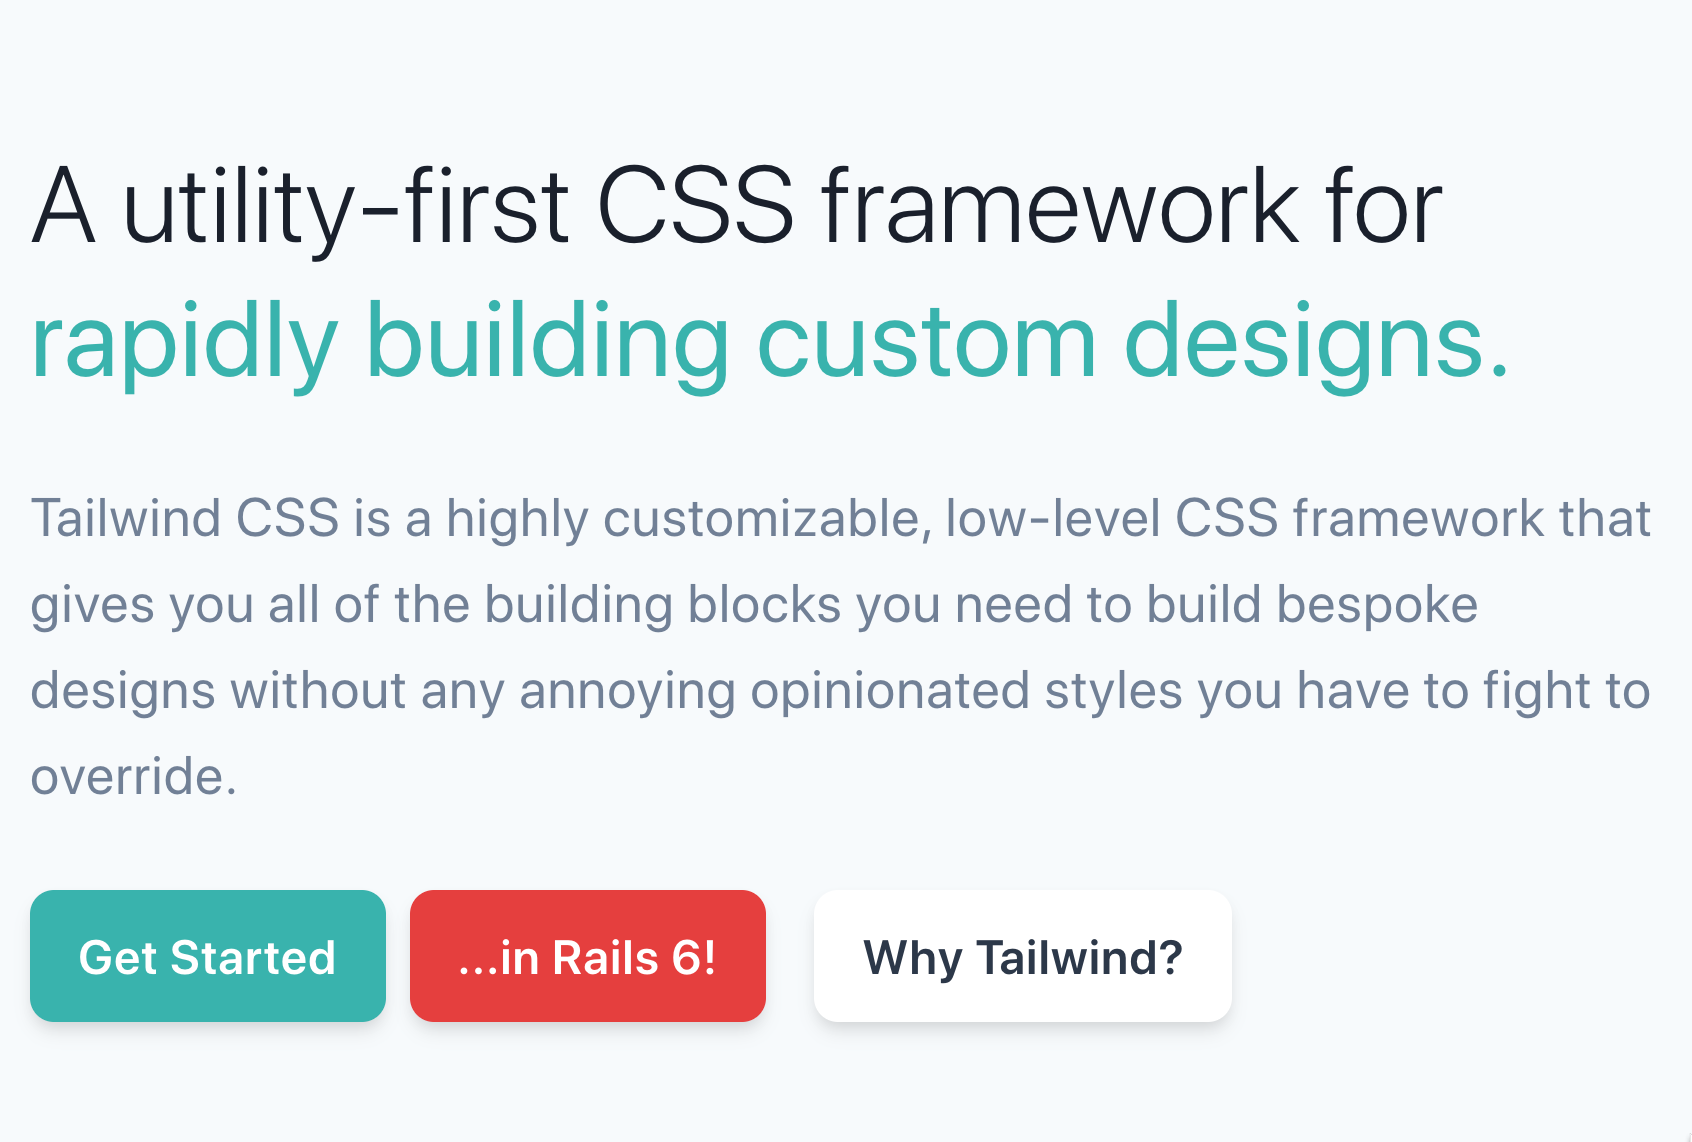 A utility-first CSS framework for
rapidly building custom designs.
Tailwind CSS is a highly customizable, low-level CSS framework that
gives you all of the building blocks you need to build bespoke
designs without any annoying opinionated styles you have to fight to
override.
Get Started
...in Rails 6!
Why Tailwind?